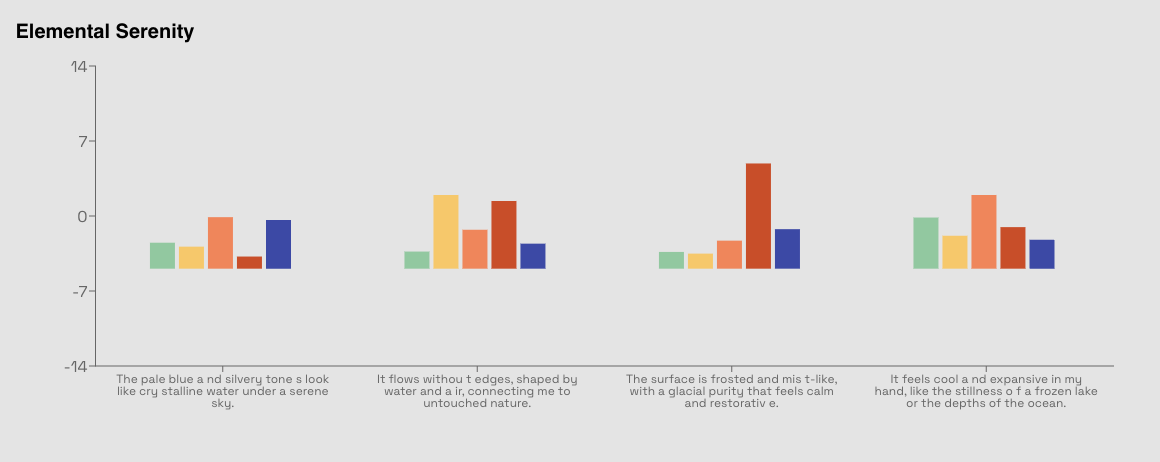 Elemental Serenity
14
7
0
-7
-14
The pale blue a nd silvery tone s look
like cry stalline water under a serene
sky.
It flows withou t edges, shaped by
water and a ir, connecting me to
untouched nature.
The surface is frosted and mis t-like,
with a glacial purity that feels calm
and restorativ e.
It feels cool a nd expansive in my
hand, like the stillness o f a frozen lake
or the depths of the ocean.